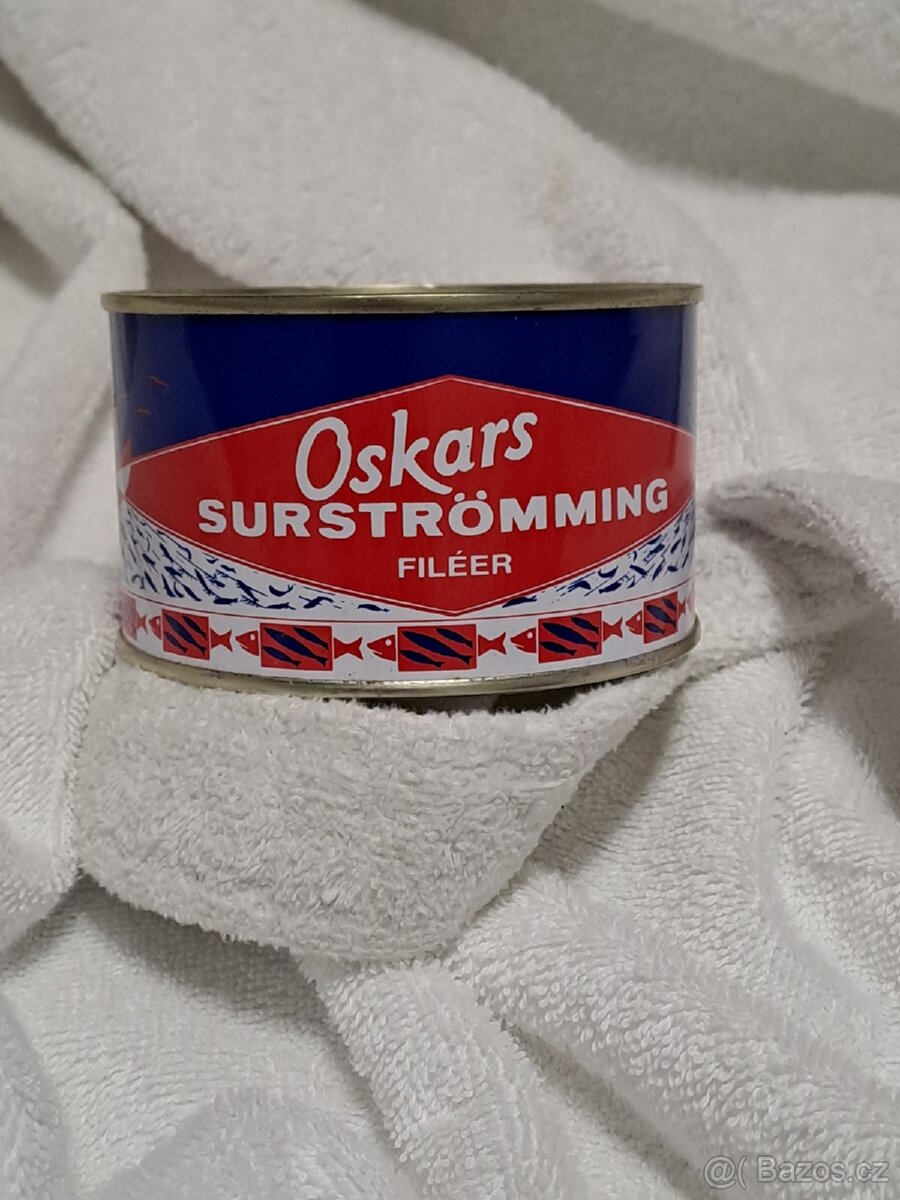 Oskars
SURSTRÖMMING
FILÉER
@( Bazos.cz